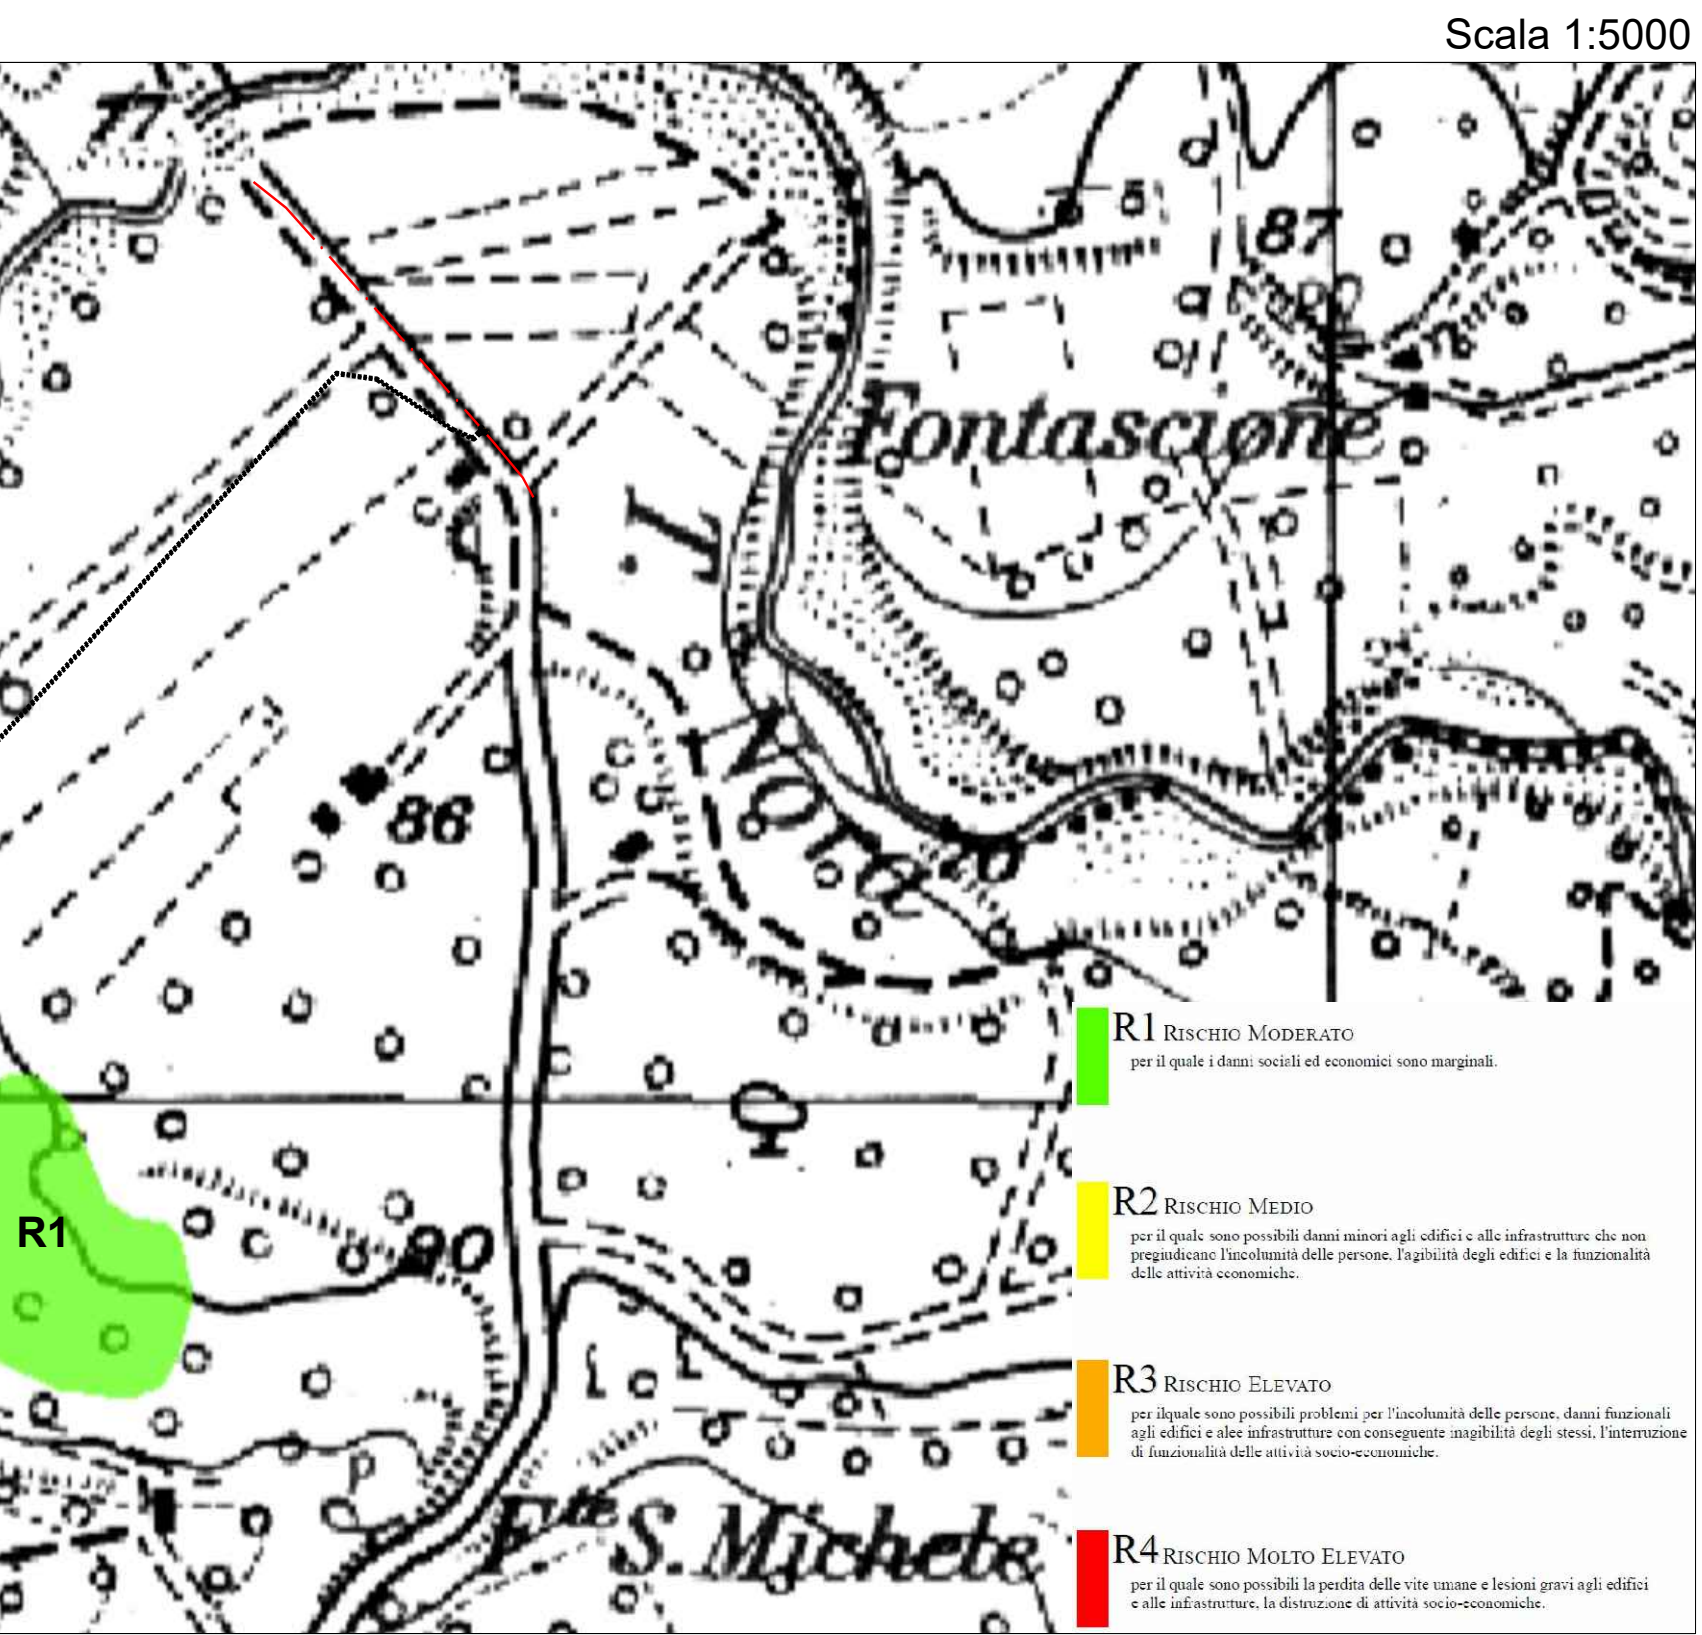 Scala 1:5000
77
87
Fontascione
I.
Noce
70
86
R1
90
F.te S. Michele
R1 RISCHIO MODERATO
per il quale i danni sociali ed economici sono marginali.
R2 RISCHIO MEDIO
per il quale sono possibili danni minori agli edifici e alle infrastrutture che non
pregiudicano l'incolumità delle persone, l'agibilità degli edifici e la funzionalità
delle attività economiche.
R3 RISCHIO ELEVATO
per ilquale sono possibili problemi per l'incolumità delle persone, danni funzionali
agli edifici e alee infrastrutture con conseguente inagibilità degli stessi, l'interruzione
di funzionalità delle attività socio-economiche.
R4 RISCHIO MOLTO ELEVATO
per il quale sono possibili la perdita delle vite umane e lesioni gravi agli edifici
e alle infrastrutture, la distruzione di attività socio-economiche.